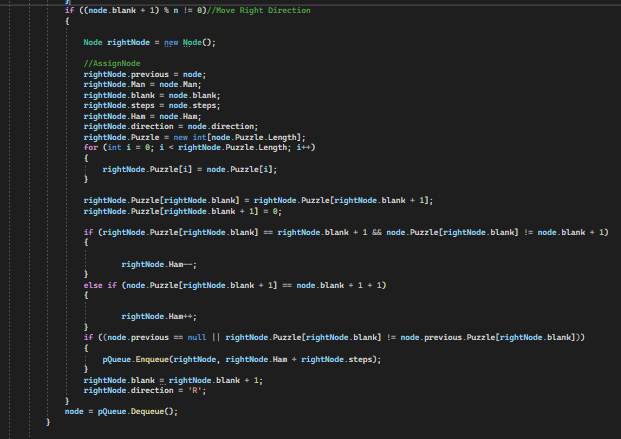 }
if ((node.blank + 1) % n != 0)//Move Right Direction
{
Node rightNode = new Node();
//AssignNode
rightNode.previous = node;
rightNode.Man = node.Man;
rightNode.blank = node.blank;
rightNode.steps = node.steps;
rightNode.Ham = node.Ham;
rightNode.direction = node.direction;
rightNode.Puzzle = new int[node.Puzzle.Length];
for (int i = 0; i < rightNode.Puzzle.Length; i++)
{
rightNode.Puzzle[i] = node.Puzzle[i];
}
rightNode.Puzzle[rightNode.blank] = rightNode.Puzzle[rightNode.blank + 1];
rightNode.Puzzle[rightNode.blank + 1] = 0;
if (rightNode.Puzzle[rightNode.blank] == rightNode.blank + 1 && node.Puzzle[rightNode.blank] != node.blank + 1)
{
rightNode.Ham--;
}
else if (node.Puzzle[rightNode.blank + 1] == node.blank + 1 + 1)
{
rightNode.Ham++;
}
if ((node.previous == null || rightNode.Puzzle[rightNode.blank] != node.previous.Puzzle[rightNode.blank]))
{
pQueue.Enqueue(rightNode, rightNode.Ham + rightNode.steps);
}
rightNode.blank = rightNode.blank + 1;
rightNode.direction = 'R';
}
node = pQueue.Dequeue();
}